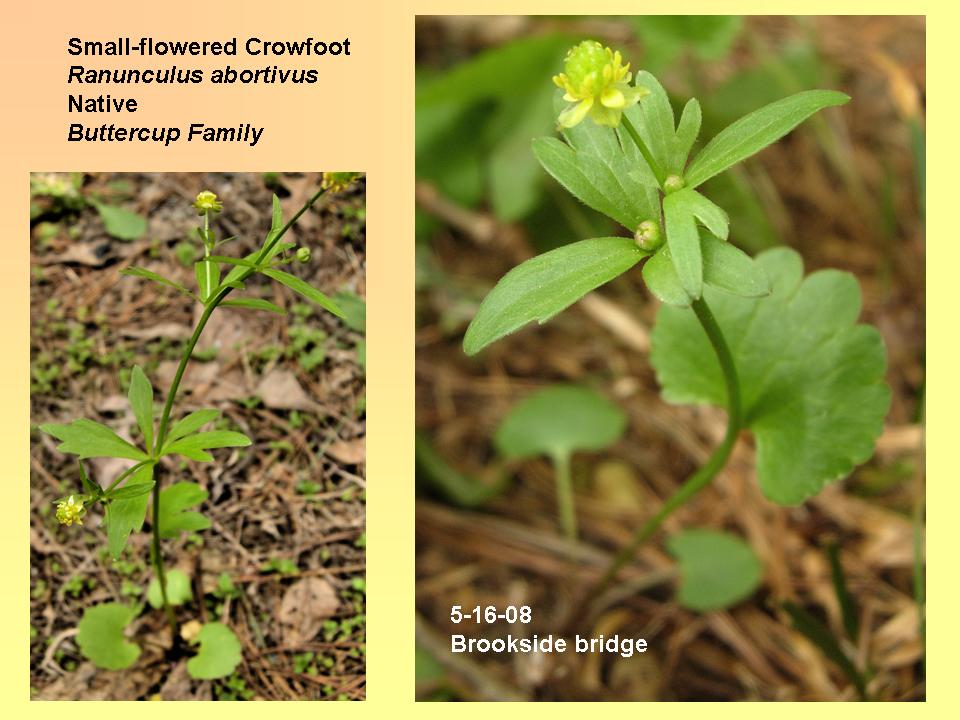 Small-flowered Crowfoot
Ranunculus abortivus
Native
Buttercup Family
5-16-08
Brookside bridge